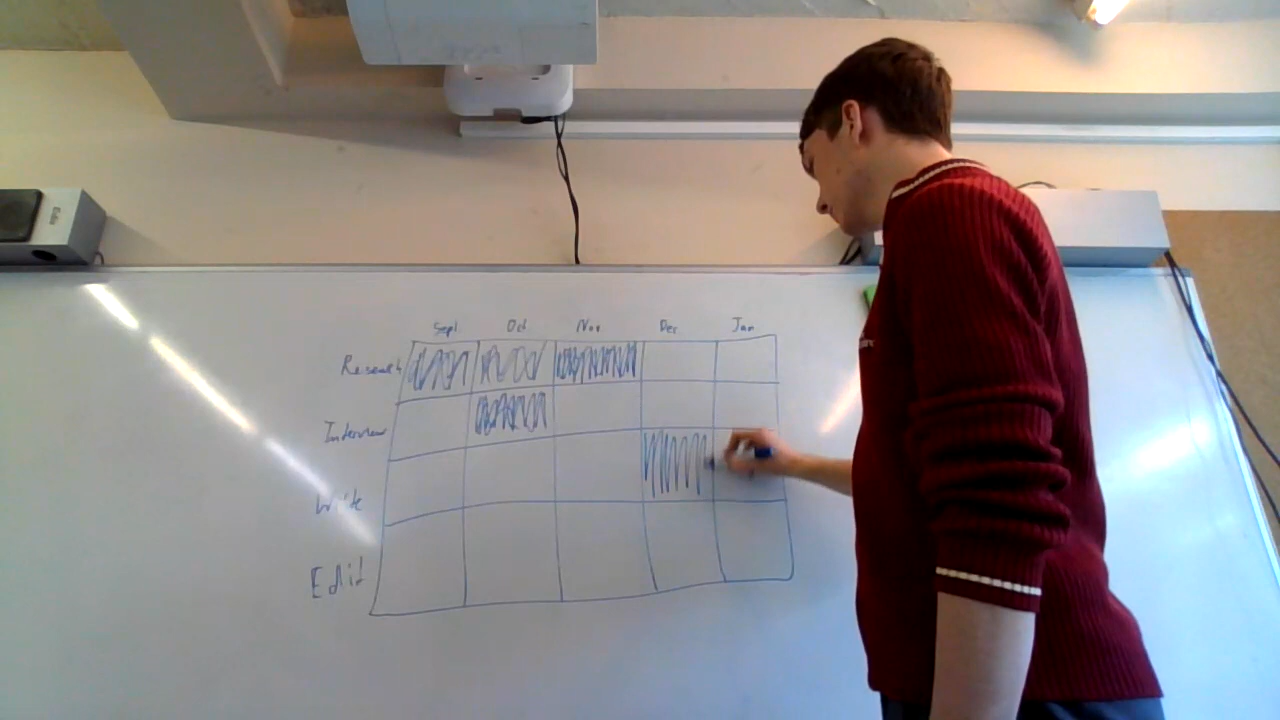 Sept Oct Nov Dec Jan
Research
Interview
Write
Edit